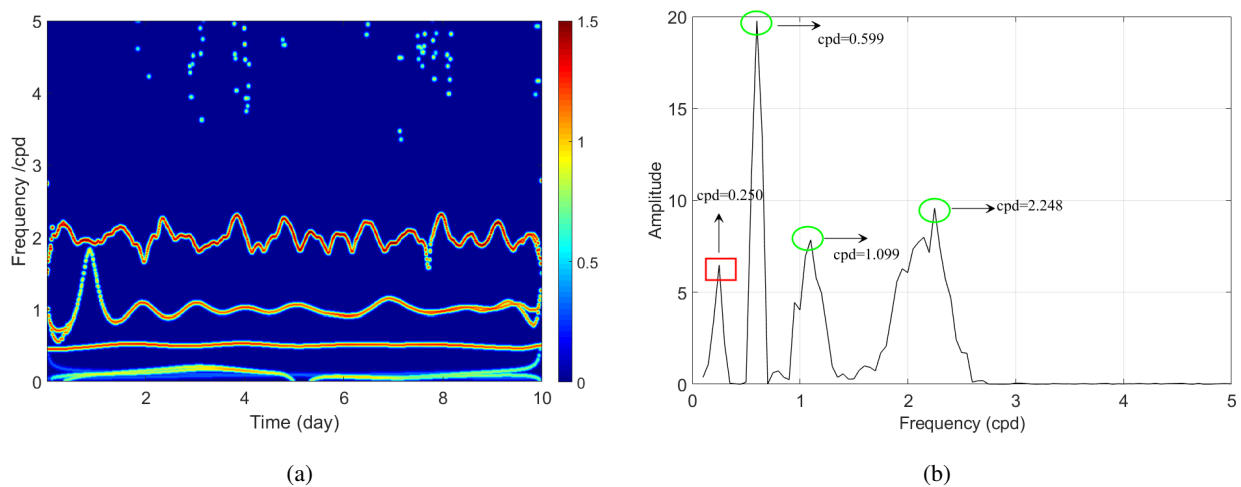 5
4
3
2
1
0
Frequency /cpd
2
4
6
8
10
Time (day)
1.5
1
0.5
0
(a)
20
15
10
5
0
Amplitude
cpd=0.599
cpd=0.250
cpd=2.248
cpd=1.099
0
1
2
3
4
5
Frequency (cpd)
(b)